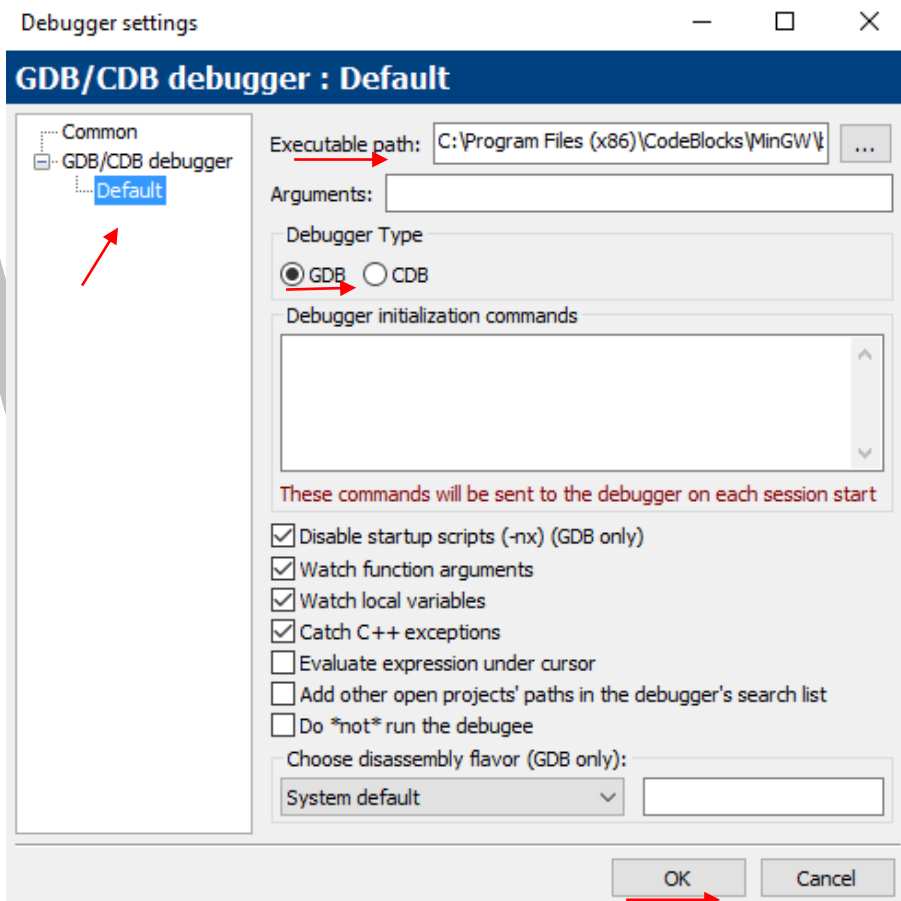 Debugger settings
GDB/CDB debugger : Default
Common
GDB/CDB debugger
Default
Executable path: C:\Program Files (x86)\CodeBlocks\MinGW\ ...
Arguments:
Debugger Type
GDB CDB
Debugger initialization commands
These commands will be sent to the debugger on each session start
Disable startup scripts (-nx) (GDB only)
Watch function arguments
Watch local variables
Catch C++ exceptions
Evaluate expression under cursor
Add other open projects' paths in the debugger's search list
Do *not* run the debugee
Choose disassembly flavor (GDB only):
System default
OK Cancel